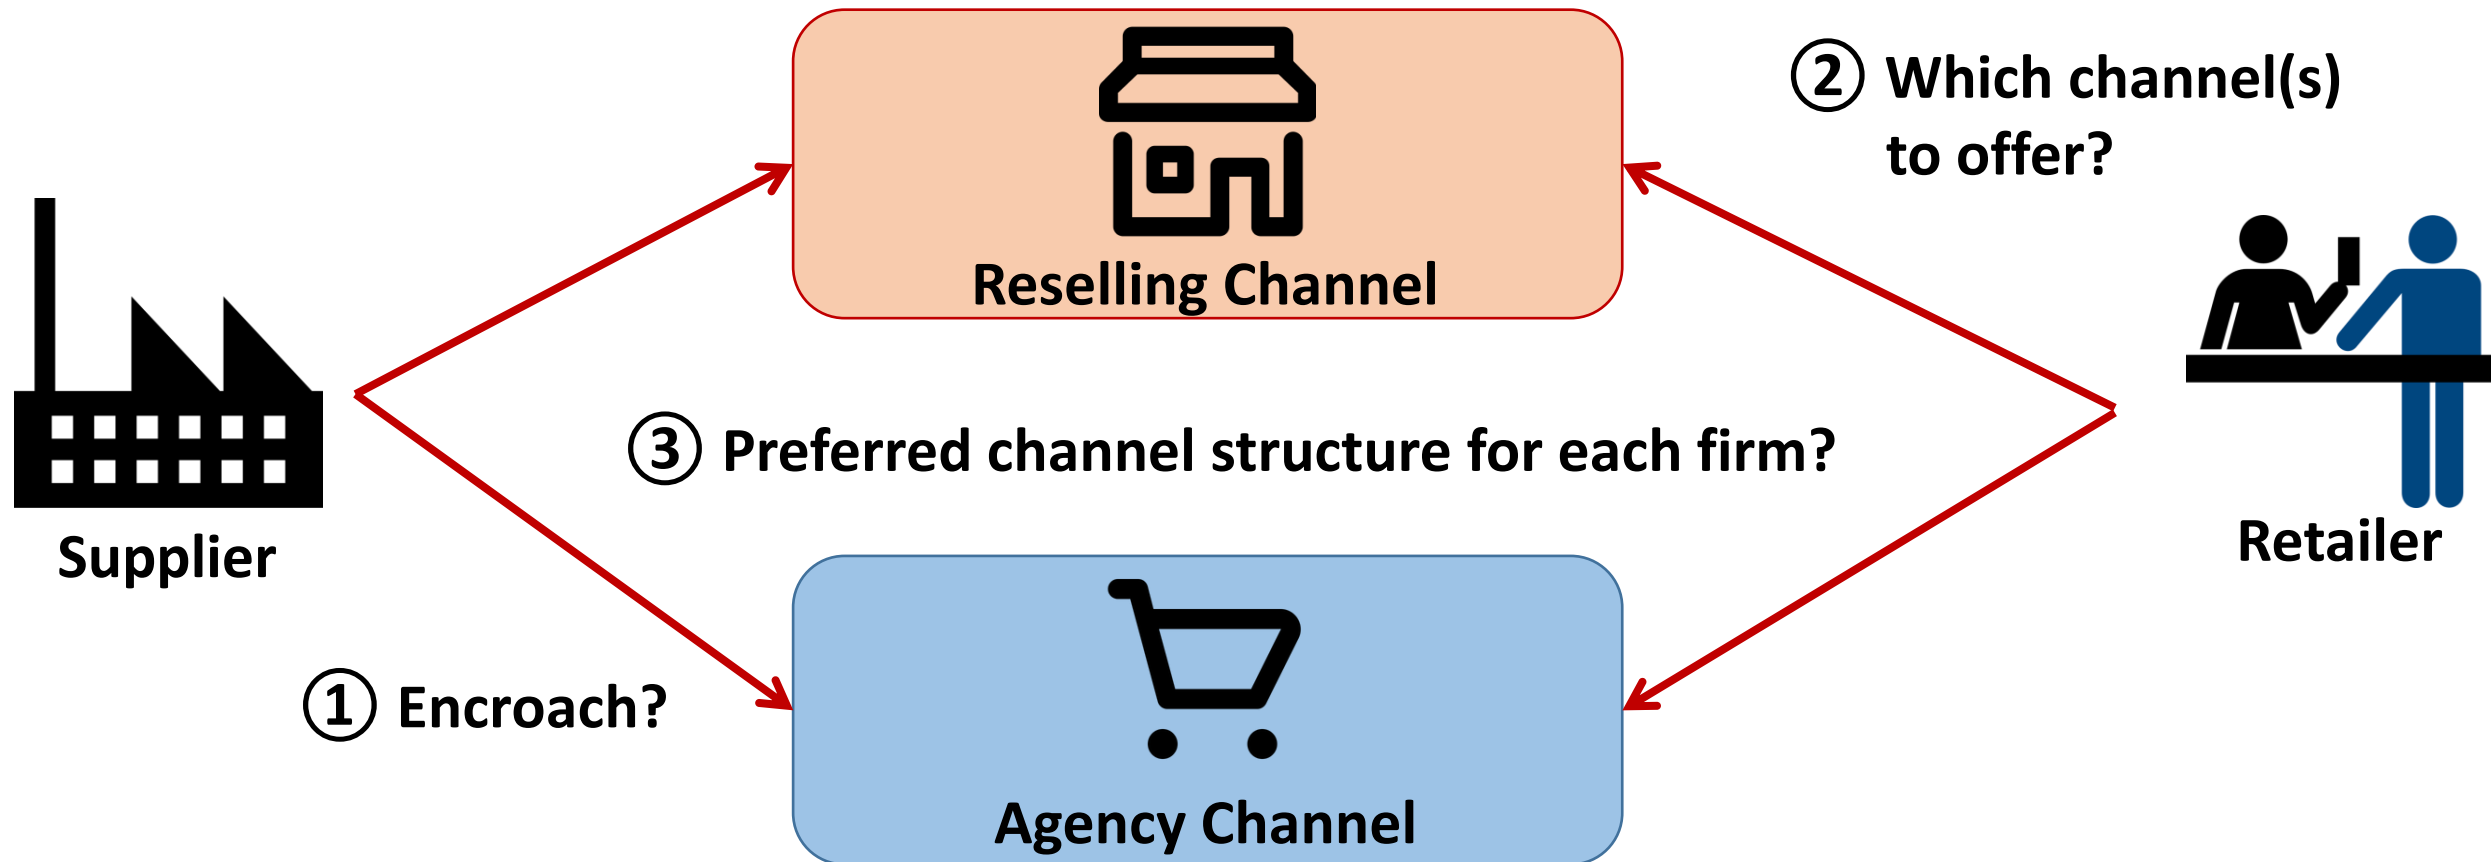 ② Which channel(s)
to offer?
Reselling Channel
③ Preferred channel structure for each firm?
Supplier
Retailer
① Encroach?
Agency Channel